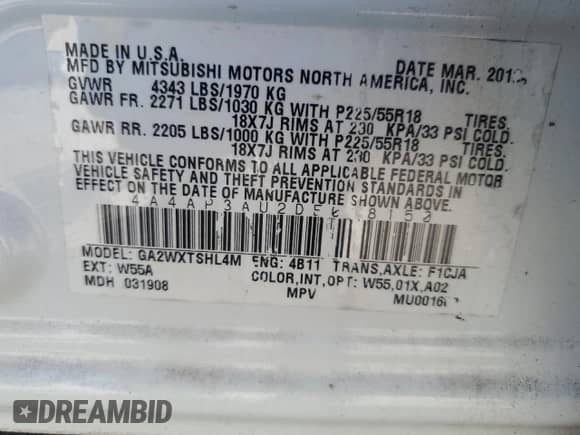 MADE IN U.S.A. DATE MAR.
MFD BY MITSUBISHI MOTORS NORTH AMERICA, INC.
GVWR 4343 LBS/1970 KG
GAWR FR. 2271 LBS/1030 KG WITH P225/55R18 TIRES.
18X7J RIMS AT 230 KPA/33 PSI COLD.
GAWR RR. 2205 LBS/1000 KG WITH P225/55R18 TIRES.
18X7J RIMS AT 230 KPA/33 PSI COLD.
THIS VEHICLE CONFORMS TO ALL APPLICABLE FEDERAL MOTOR
VEHICLE SAFETY AND THEFT PREVENTION STANDARDS IN
EFFECT ON THE DATE OF MANUFACTURE SHOWN ABOVE.
MODEL: GA2WXTSHL4M ENG: 4B11 TRANS,AXLE: F1CJA
EXT: W55A COLOR,INT,OPT: W55,01X,A02
MDH 031908 MPV
DREAMBID